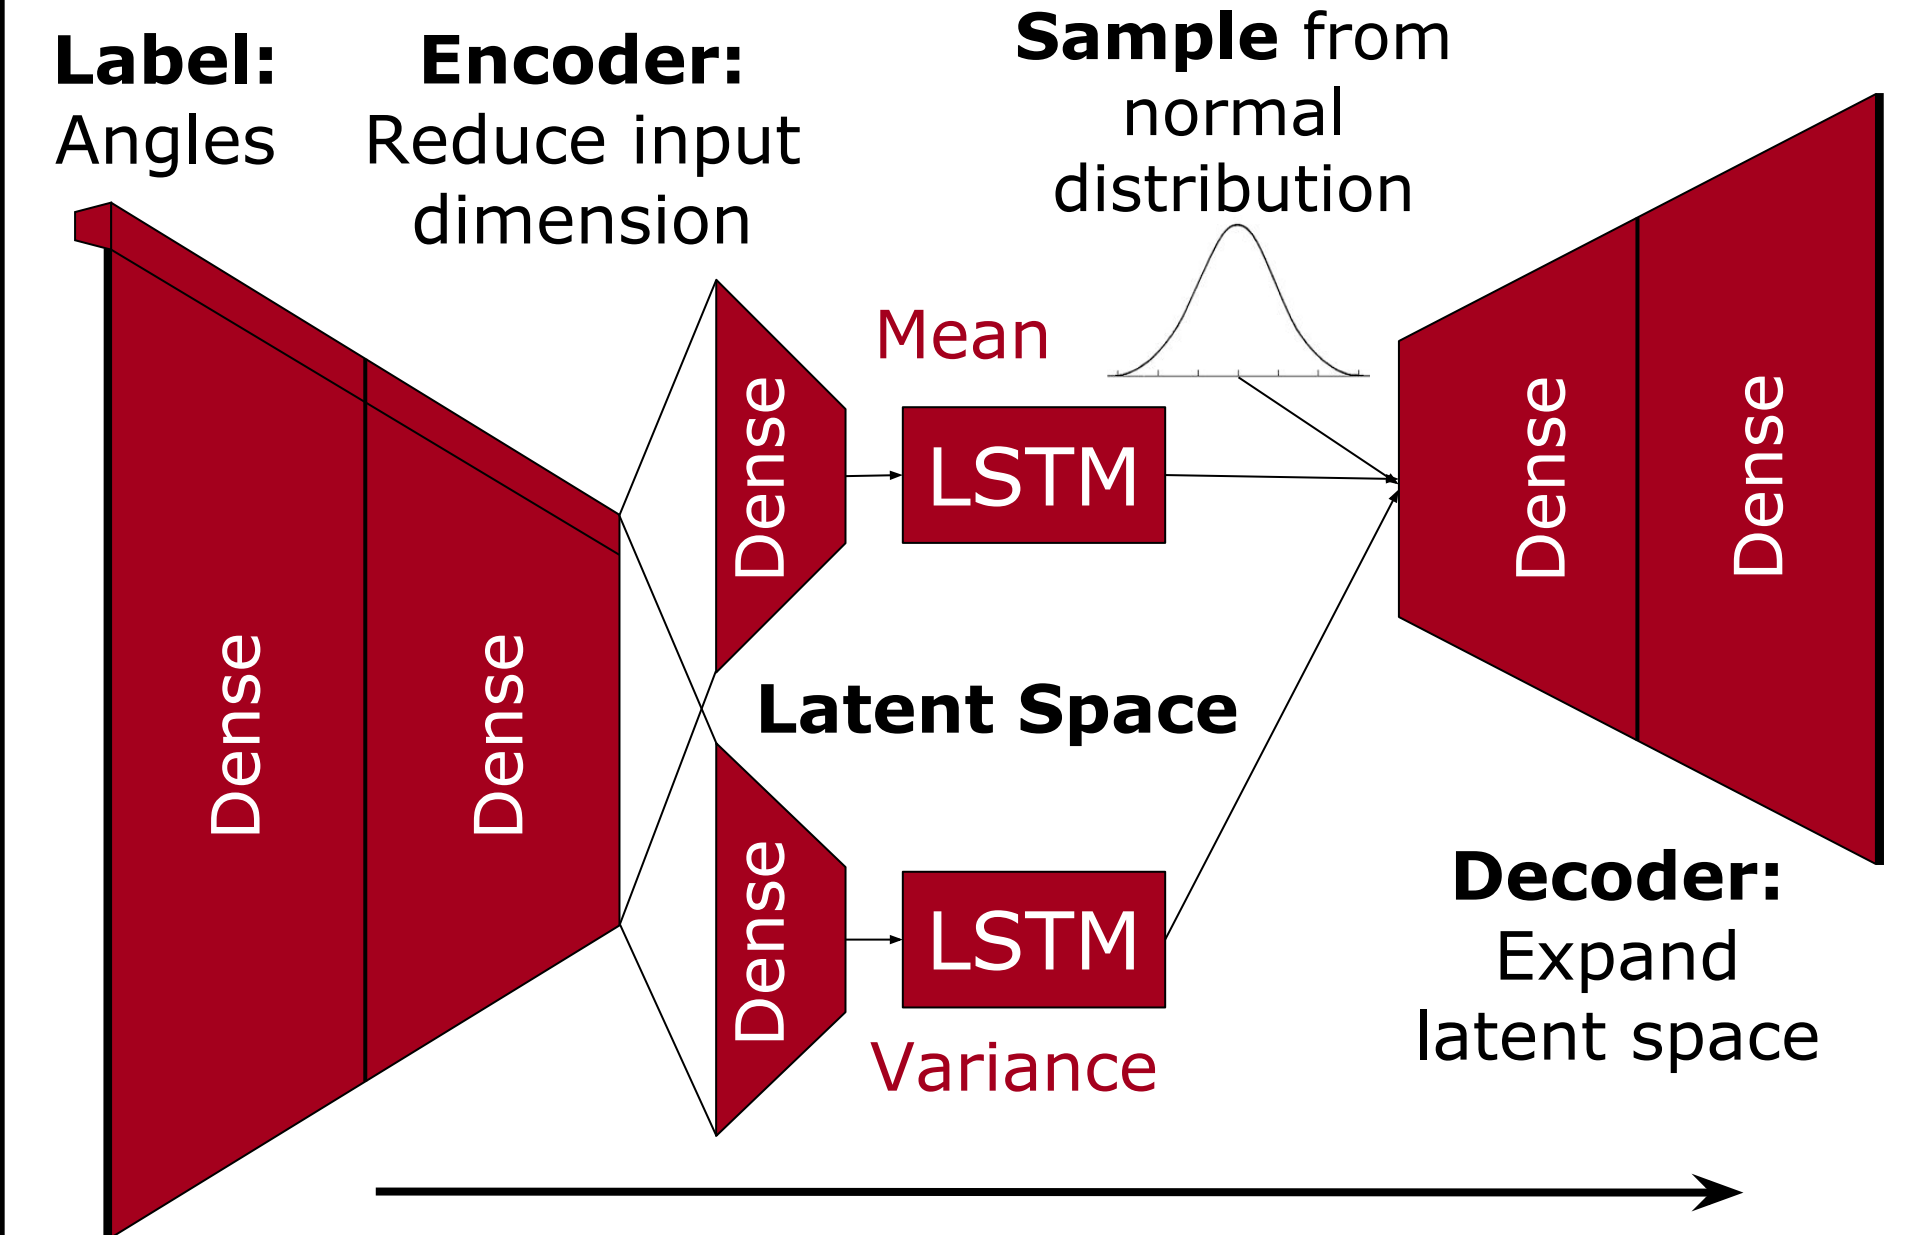 Label:
Angles
Encoder:
Reduce input
dimension
Sample from
normal
distribution
Mean
Dense
Dense
Dense
LSTM
Latent Space
Dense
LSTM
Variance
Dense
Dense
Decoder:
Expand
latent space